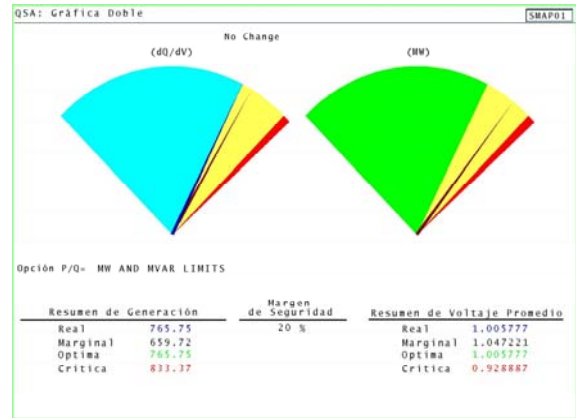 QSA: Gràfica Doble SMAP01
No Change
(dQ/dV) (MW)
Opción P/Q= MW AND MVAR LIMITS
Resumen de Generación
Real 765.75
Marginal 659.72
Optima 765.75
Critica 833.37
Margen
de Seguridad
20 %
Resumen de Voltaje Promedio
Real 1.005777
Marginal 1.047221
Optima 1.005777
Critica 0.928887